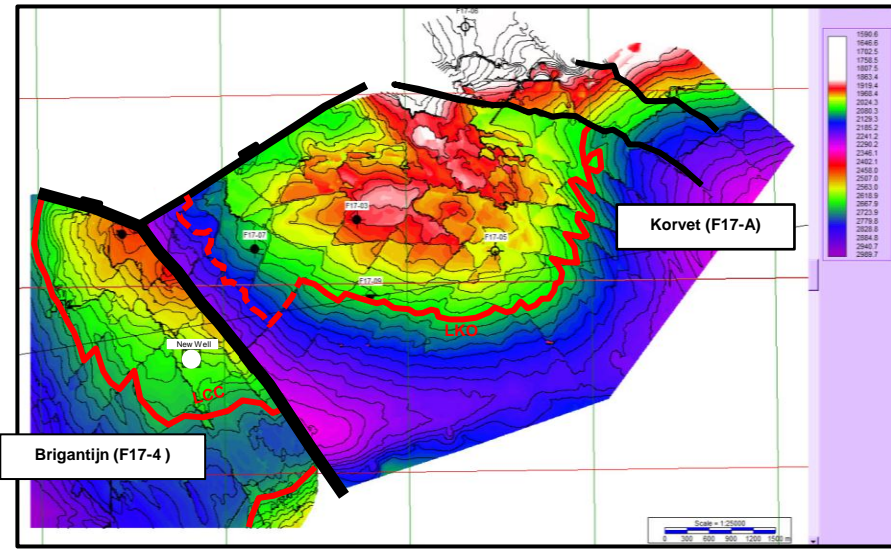 F17-06
F17-03
F17-07
F17-05
F17-09
LKO
LCC
New Well
Korvet (F17-A)
Brigantijn (F17-4 )
Scale = 1:25000
0 300 600 900 1200 1500 m
1590.6
1646.6
1702.5
1758.5
1807.5
1863.4
1919.4
1968.4
2024.3
2080.3
2129.3
2185.2
2241.2
2290.2
2346.1
2402.1
2458.0
2507.0
2563.0
2618.9
2667.9
2723.9
2779.8
2828.8
2884.8
2940.7
2989.7